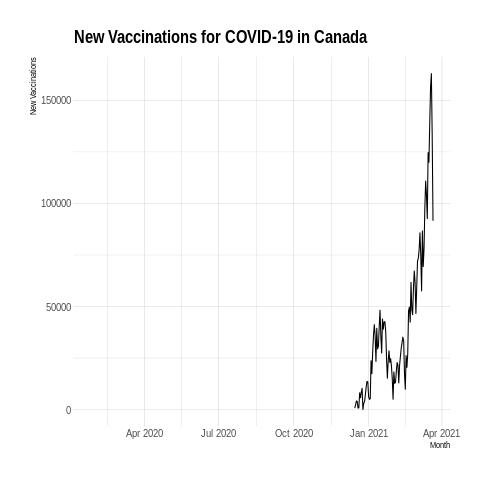 New Vaccinations for COVID-19 in Canada
New Vaccinations
150000
100000
50000
0
Apr 2020 Jul 2020 Oct 2020 Jan 2021 Apr 2021
Month